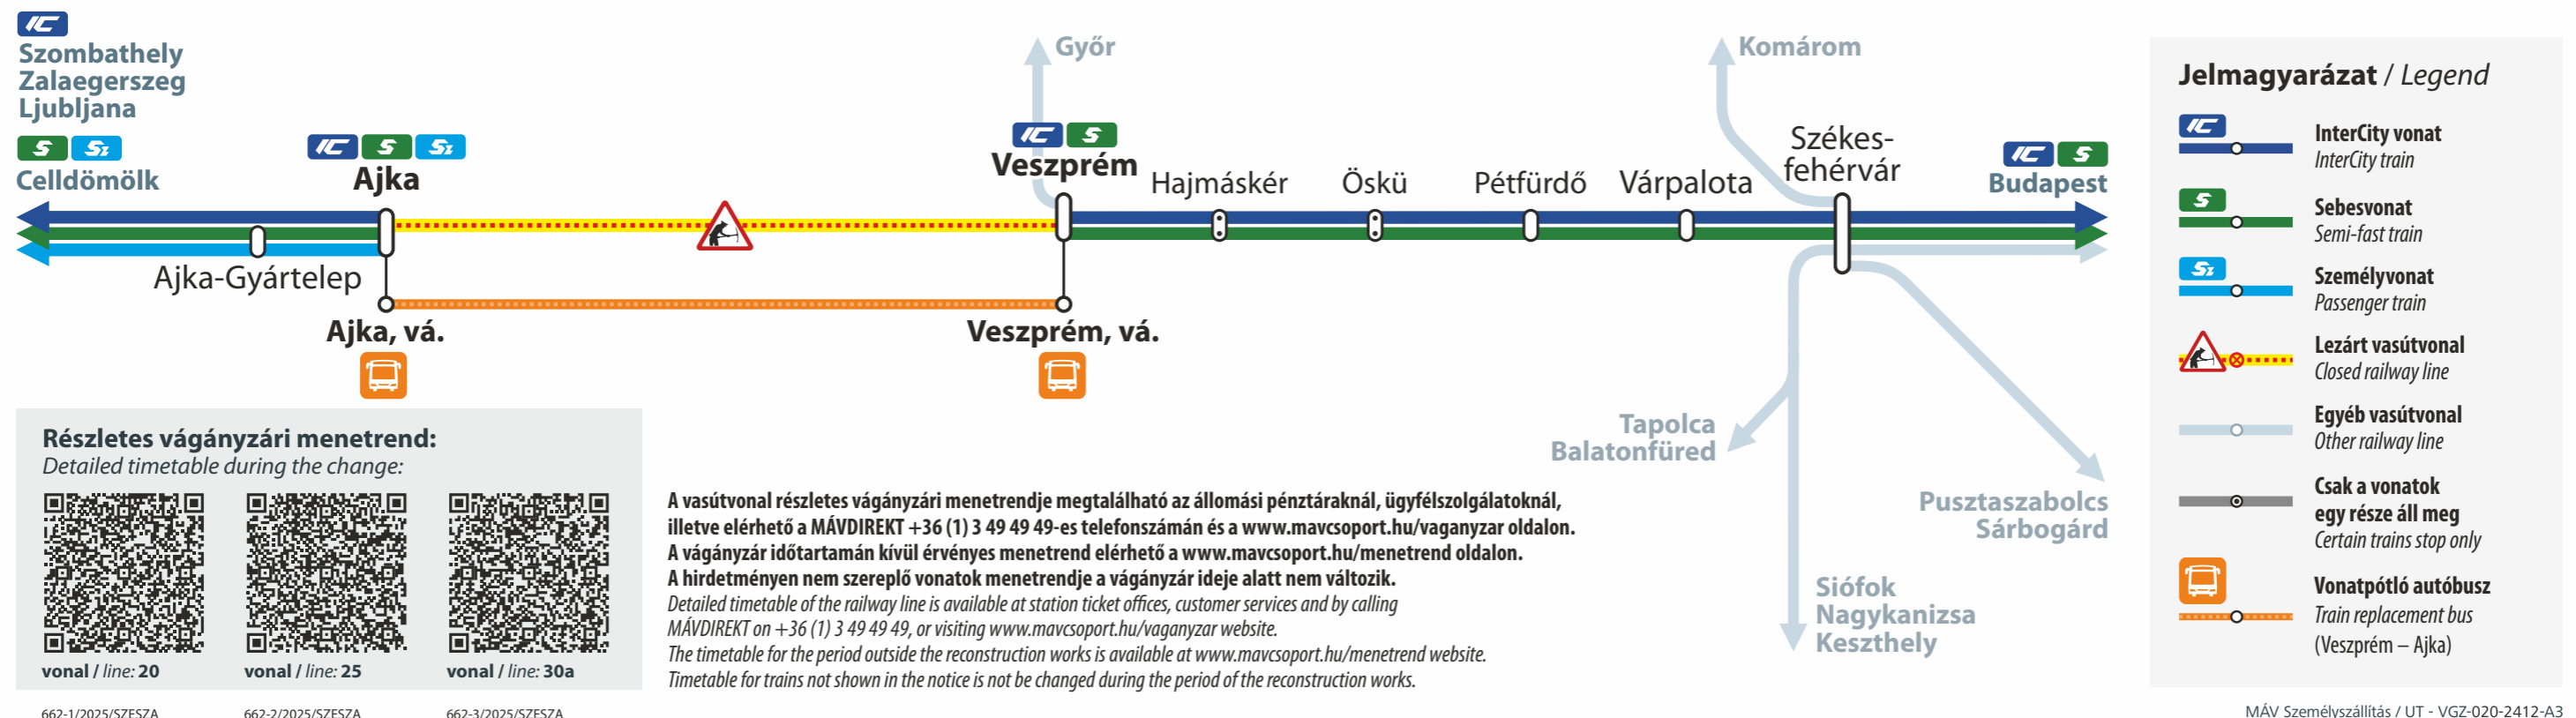 IC
Szombathely
Zalaegerszeg
Ljubljana
S Sz
Celldömölk
IC S Sz
Ajka
Ajka-Gyártelep
Ajka, vá.
Győr
IC S
Veszprém
Veszprém, vá.
Hajmáskér
Öskü
Pétfürdő
Várpalota
Komárom
Székes-
fehérvár
IC S
Budapest
Tapolca
Balatonfüred
Pusztaszabolcs
Sárbogárd
Siófok
Nagykanizsa
Keszthely
Részletes vágányzári menetrend:
Detailed timetable during the change:
vonal / line: 20
vonal / line: 25
vonal / line: 30a
662-1/2025/SZESZA
662-2/2025/SZESZA
662-3/2025/SZESZA
A vasútvonal részletes vágányzári menetrendje megtalálható az állomási pénztáraknál, ügyfélszolgálatoknál,
illetve elérhető a MÁVDIREKT +36 (1) 3 49 49 49-es telefonszámán és a www.mavcsoport.hu/vaganyzar oldalon.
A vágányzár időtartamán kívül érvényes menetrend elérhető a www.mavcsoport.hu/menetrend oldalon.
A hirdetményen nem szereplő vonatok menetrendje a vágányzár ideje alatt nem változik.
Detailed timetable of the railway line is available at station ticket offices, customer services and by calling
MÁVDIREKT on +36 (1) 3 49 49 49, or visiting www.mavcsoport.hu/vaganyzar website.
The timetable for the period outside the reconstruction works is available at www.mavcsoport.hu/menetrend website.
Timetable for trains not shown in the notice is not be changed during the period of the reconstruction works.
Jelmagyarázat / Legend
IC
InterCity vonat
InterCity train
S
Sebesvonat
Semi-fast train
Sz
Személyvonat
Passenger train
Lezárt vasútvonal
Closed railway line
Egyéb vasútvonal
Other railway line
Csak a vonatok
egy része áll meg
Certain trains stop only
Vonatpótló autóbusz
Train replacement bus
(Veszprém – Ajka)
MÁV Személyszállítás / UT - VGZ-020-2412-A3